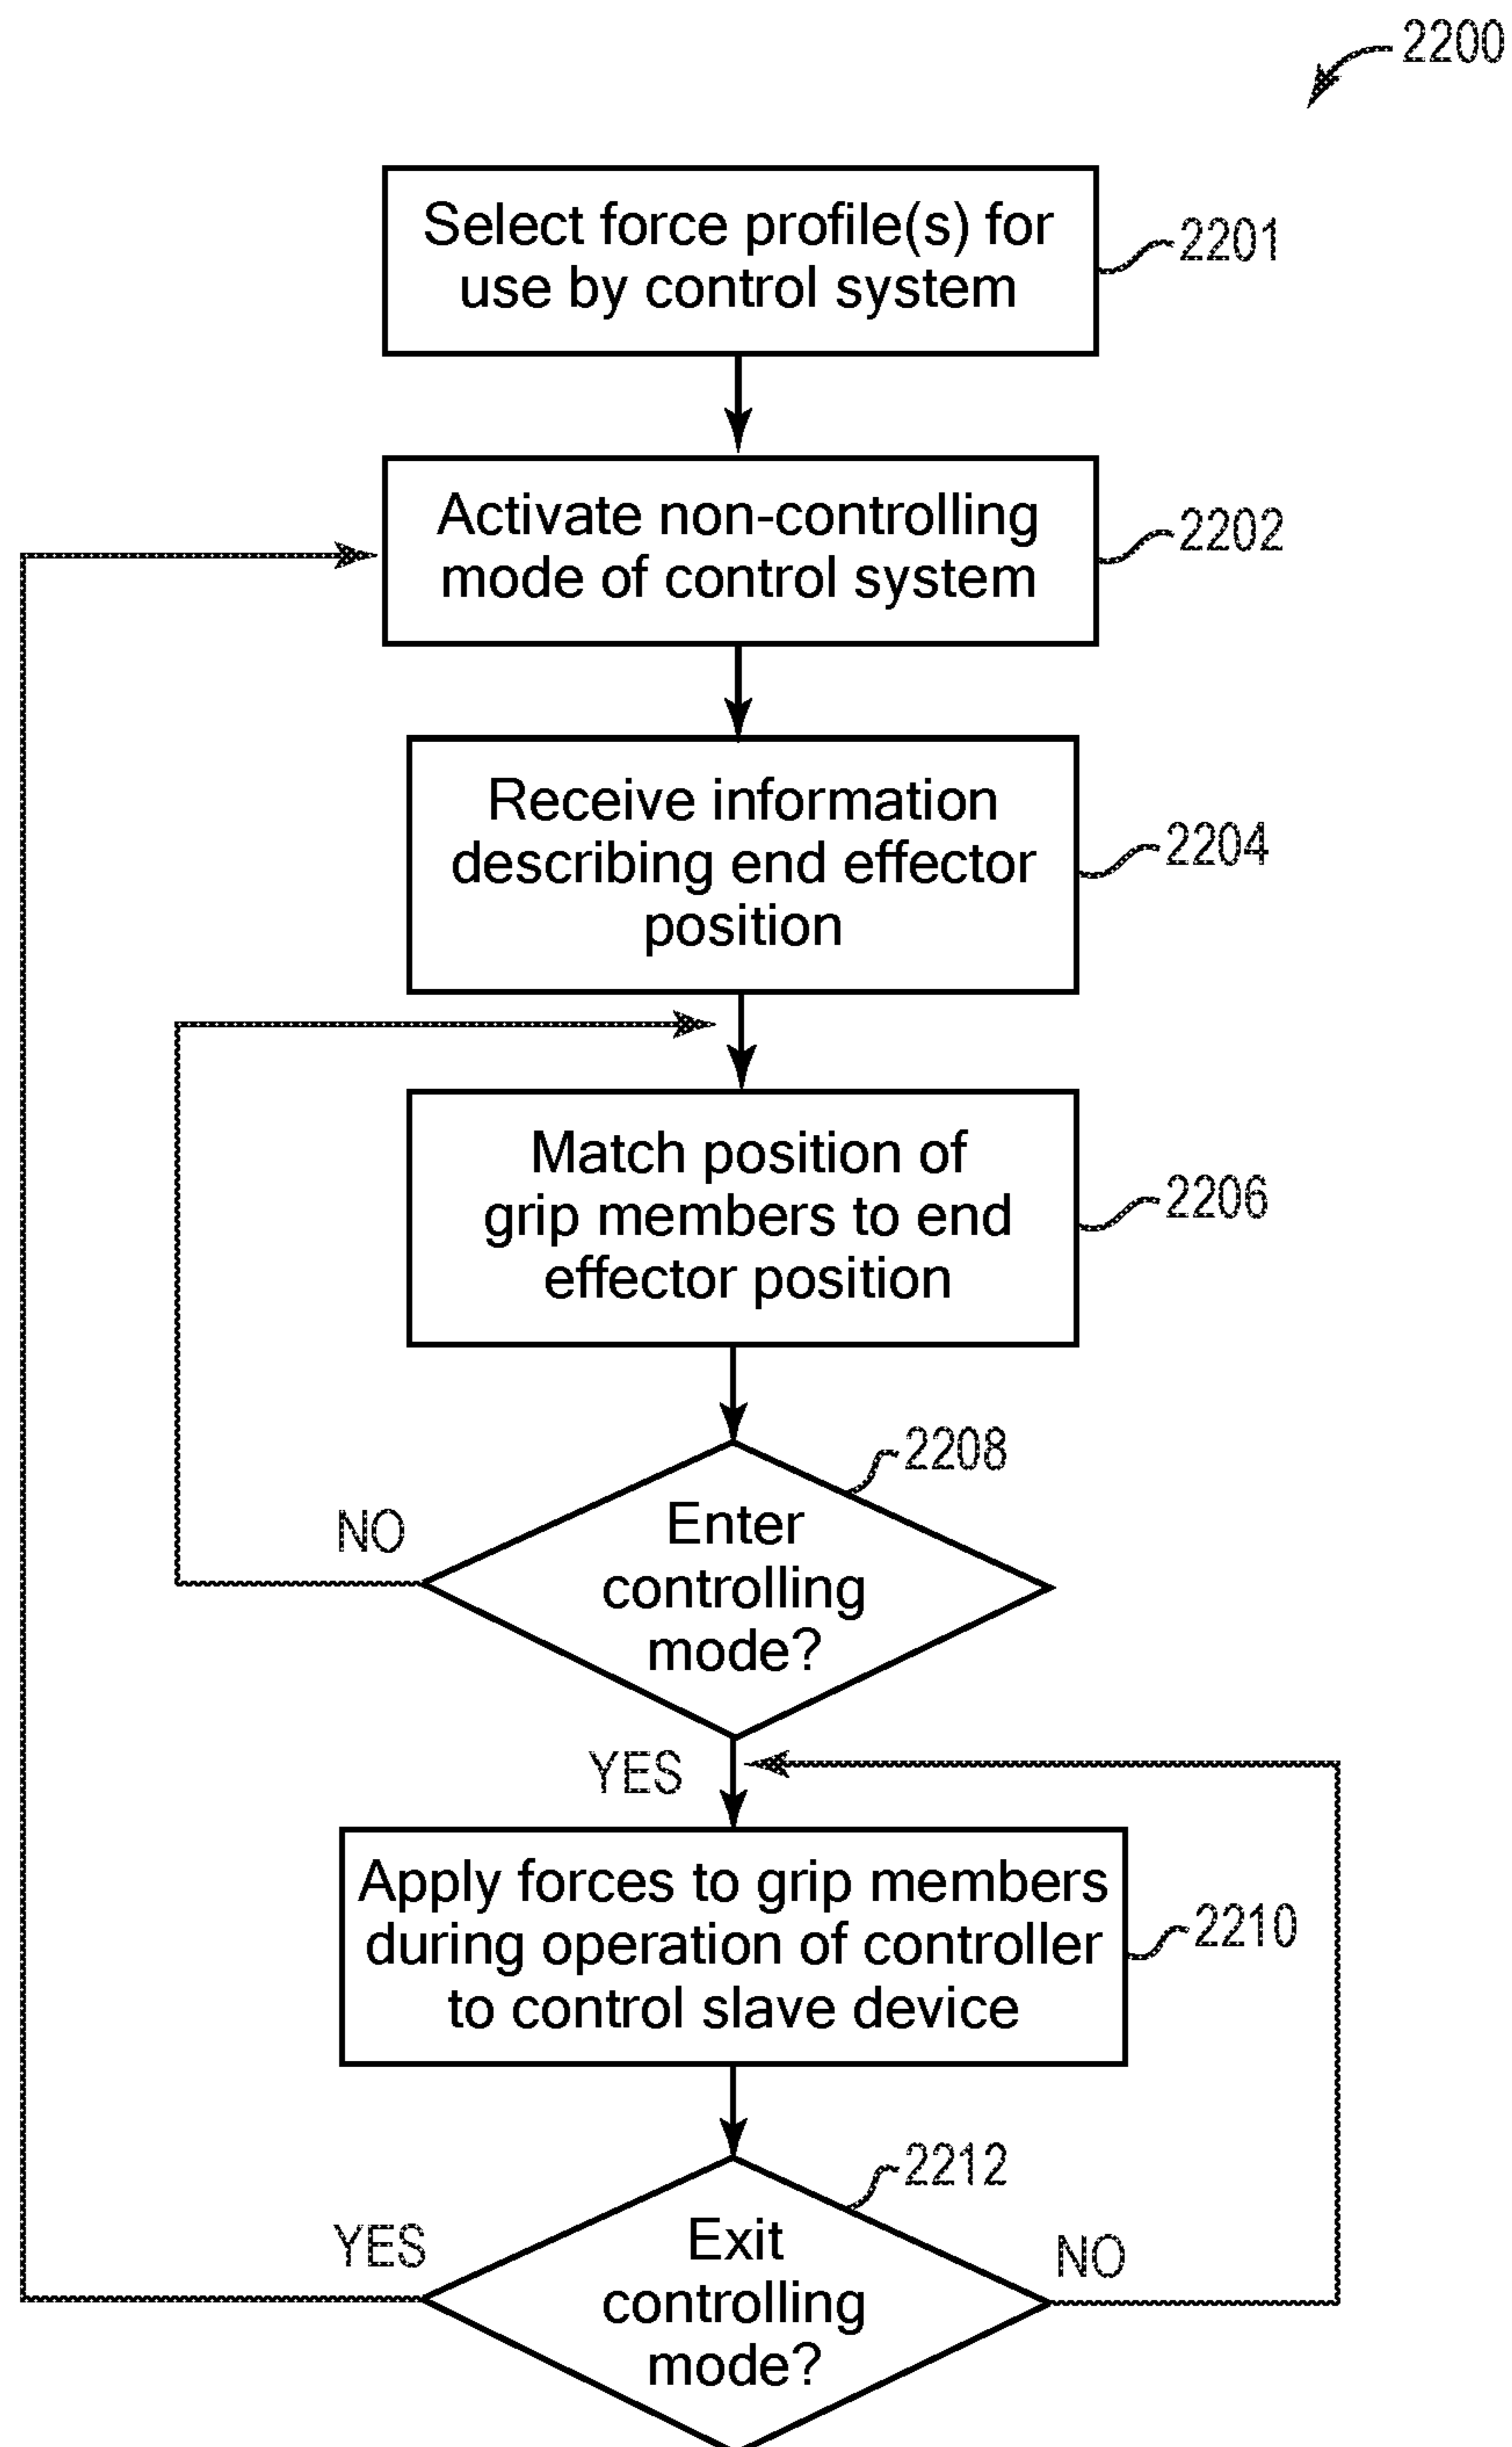 2200
Select force profile(s) for
use by control system
2201
Activate non-controlling
mode of control system
2202
Receive information
describing end effector
position
2204
Match position of
grip members to end
effector position
2206
2208
Enter
controlling
mode?
NO
YES
Apply forces to grip members
during operation of controller
to control slave device
2210
2212
Exit
controlling
mode?
YES
NO